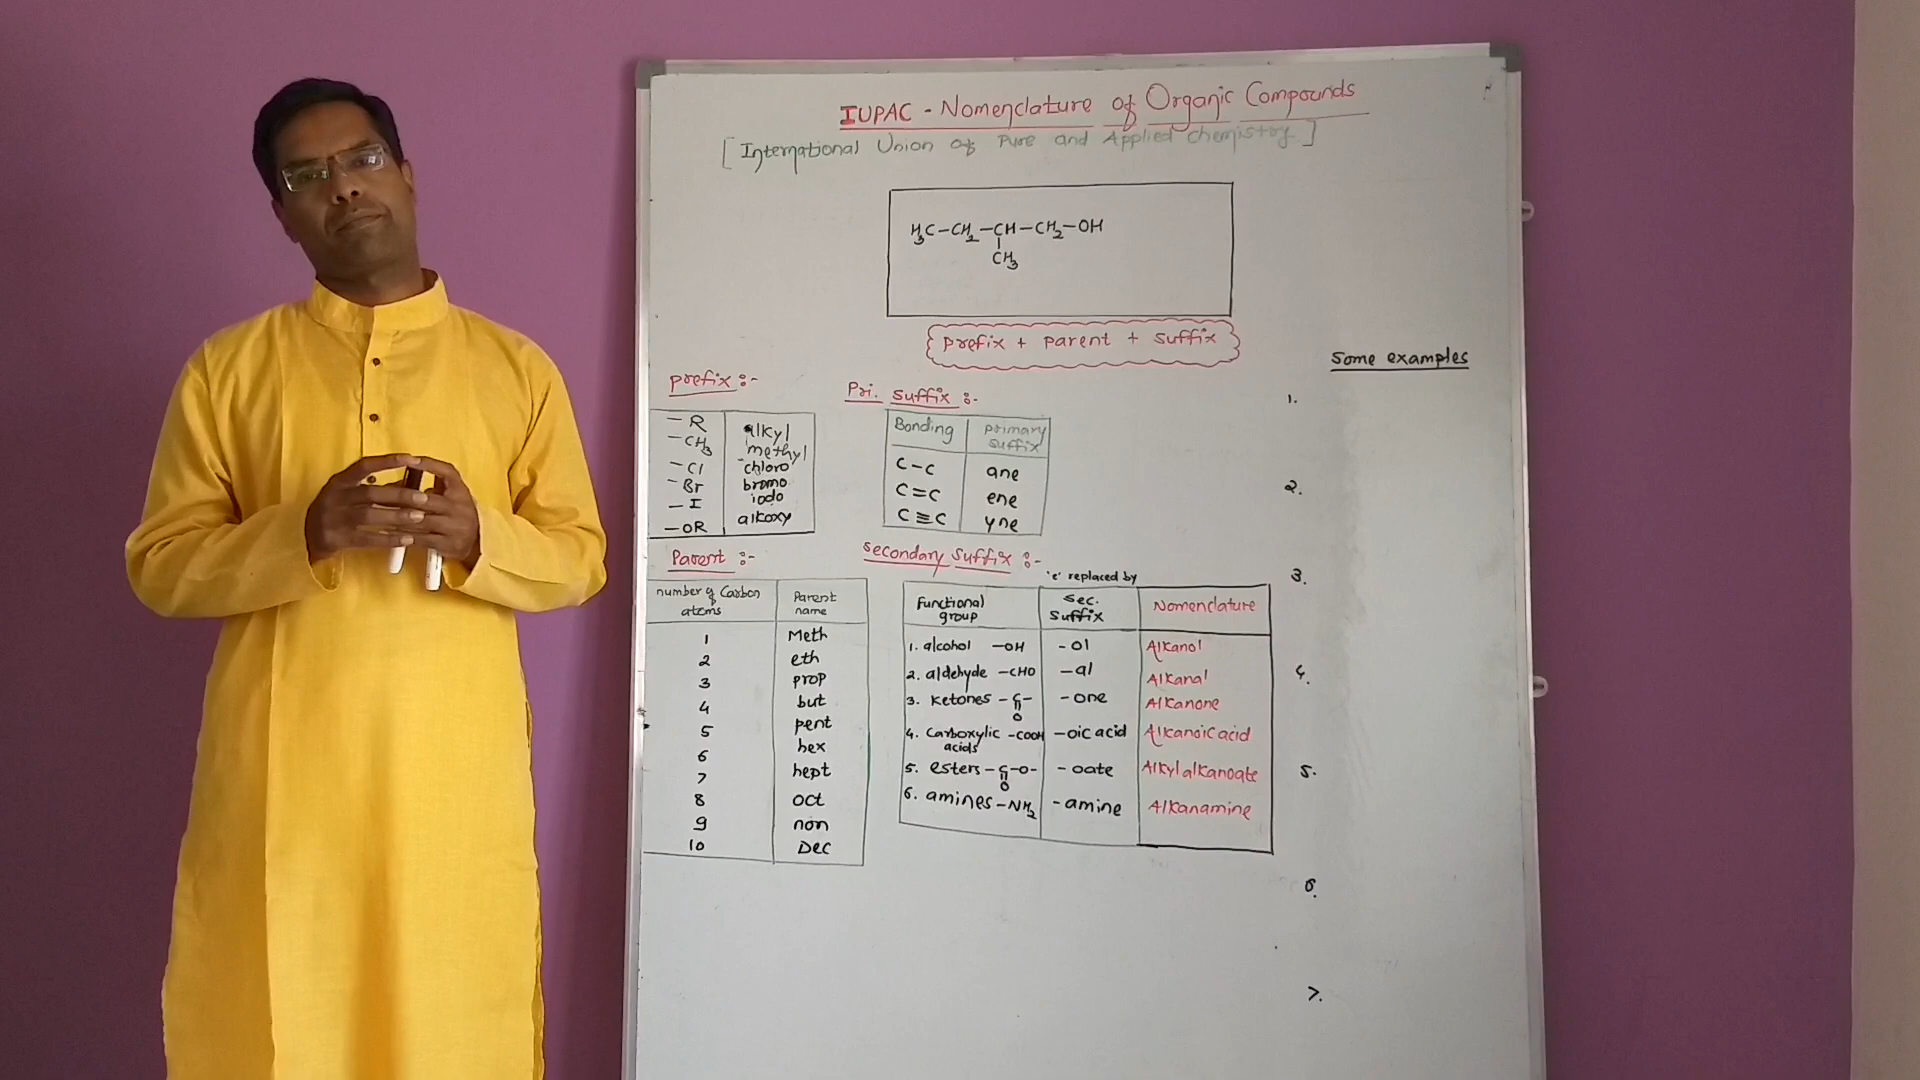 IUPAC - Nomenclature of Organic Compounds
[International Union of Pure and Applied Chemistry]
H3C-CH2-CH-CH2-OH
CH3
prefix + parent + suffix
prefix :-
-R alkyl
-CH3 methyl
-Cl chloro
-Br bromo
-I iodo
-OR alkoxy
Pri. suffix :-
Bonding primary suffix
C-C ane
C=C ene
C≡C yne
Parent :-
number of Carbon atoms Parent name
1 Meth
2 eth
3 prop
4 but
5 pent
6 hex
7 hept
8 oct
9 non
10 Dec
Secondary Suffix :-
'e' replaced by
Functional group Sec. Suffix Nomenclature
1. alcohol -OH -ol Alkanol
2. aldehyde -CHO -al Alkanal
3. ketones -C- -one Alkanone
O
4. Carboxylic acids -COOH -oic acid Alkanoic acid
5. esters -C-O- -oate Alkyl alkanoate
O
6. amines -NH2 -amine Alkanamine
Some examples
1.
2.
3.
4.
5.
6.
7.